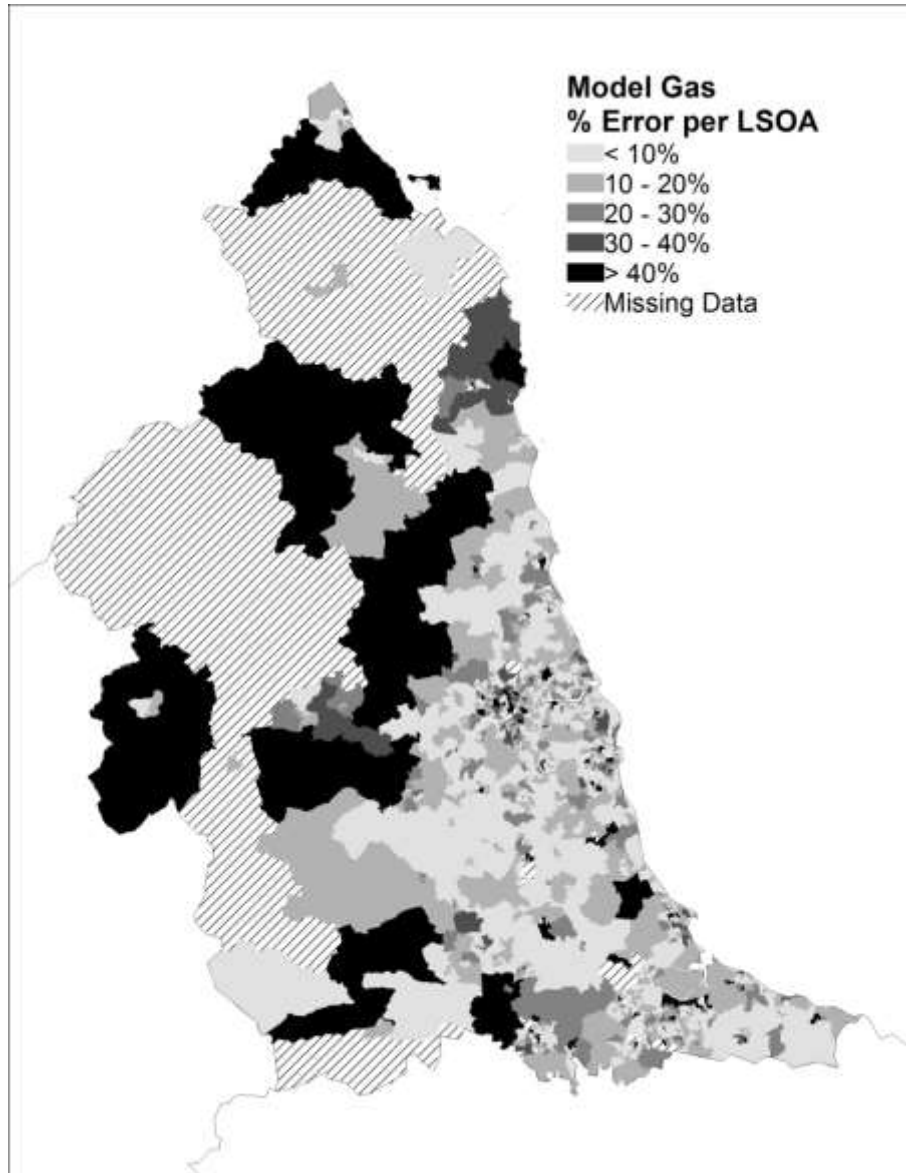 Model Gas
% Error per LSOA
< 10%
10 - 20%
20 - 30%
30 - 40%
> 40%
Missing Data